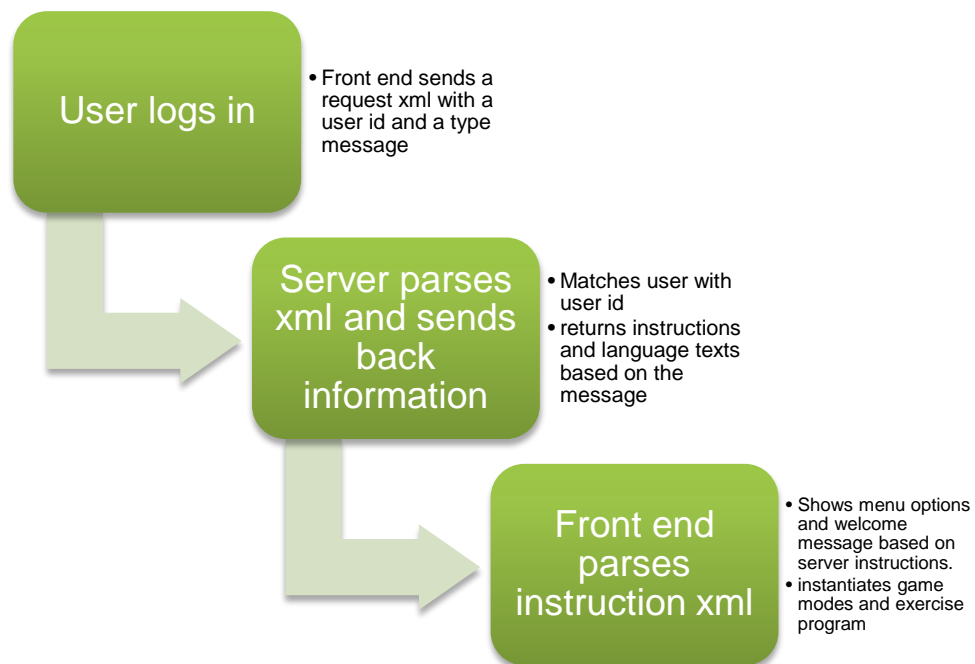 User logs in
• Front end sends a
request xml with a
user id and a type
message
Server parses
xml and sends
back
information
• Matches user with
user id
• returns instructions
and language texts
based on the
message
Front end
parses
instruction xml
• Shows menu options
and welcome
message based on
server instructions.
• instantiates game
modes and exercise
program